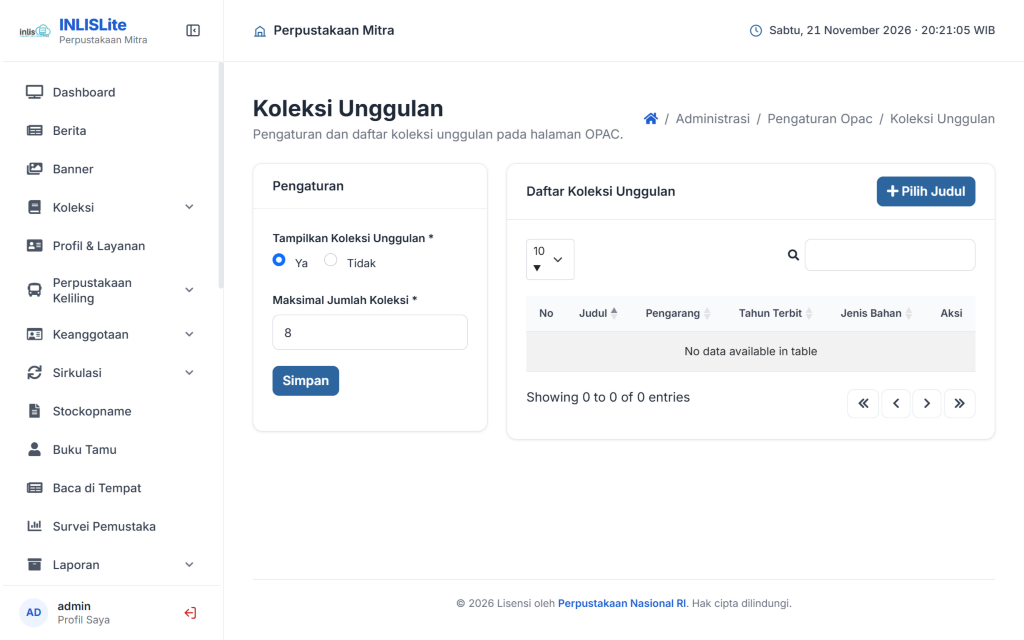 inlis
INLISLite
Perpustakaan Mitra
Perpustakaan Mitra
Sabtu, 21 November 2026 · 20:21:05 WIB
Dashboard
Berita
Banner
Koleksi
Profil & Layanan
Perpustakaan
Keliling
Keanggotaan
Sirkulasi
Stockopname
Buku Tamu
Baca di Tempat
Survei Pemustaka
Laporan
AD
admin
Profil Saya
Koleksi Unggulan
Pengaturan dan daftar koleksi unggulan pada halaman OPAC.
/ Administrasi / Pengaturan Opac / Koleksi Unggulan
Pengaturan
Tampilkan Koleksi Unggulan *
Ya Tidak
Maksimal Jumlah Koleksi *
8
Simpan
Daftar Koleksi Unggulan
Pilih Judul
10
No Judul Pengarang Tahun Terbit Jenis Bahan Aksi
No data available in table
Showing 0 to 0 of 0 entries
© 2026 Lisensi oleh Perpustakaan Nasional RI. Hak cipta dilindungi.